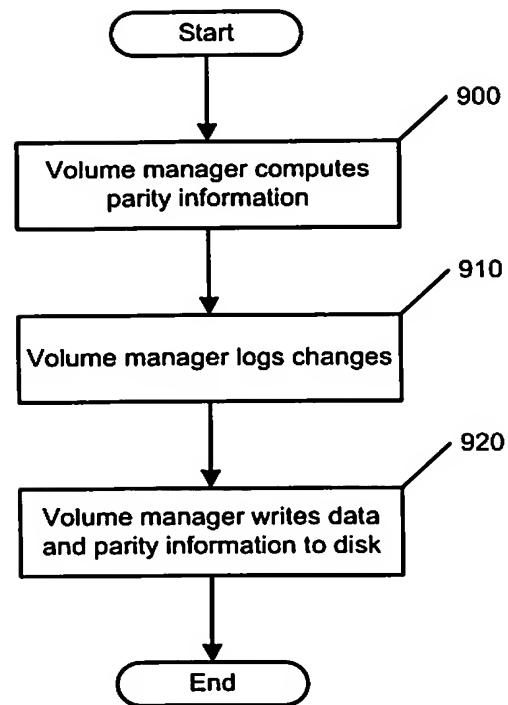 Start
900
Volume manager computes
parity information
910
Volume manager logs changes
920
Volume manager writes data
and parity information to disk
End